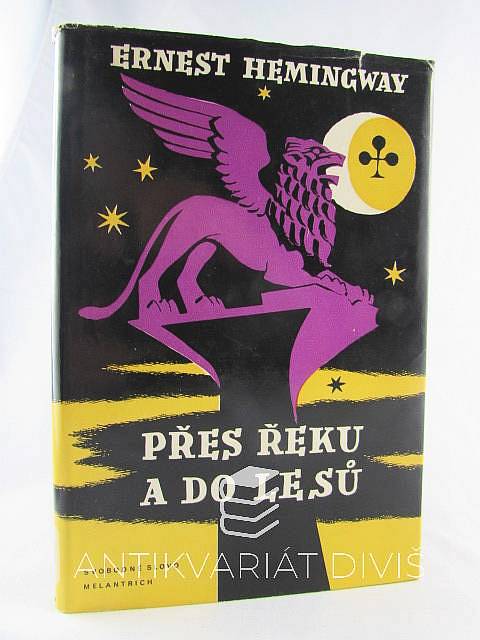 ERNEST HEMINGWAY
PŘES ŘEKU
A DO LESŮ
ANTIKVARIÁT DIVIŠ
SVOBODNÉ SLOVO
MELANTRICH